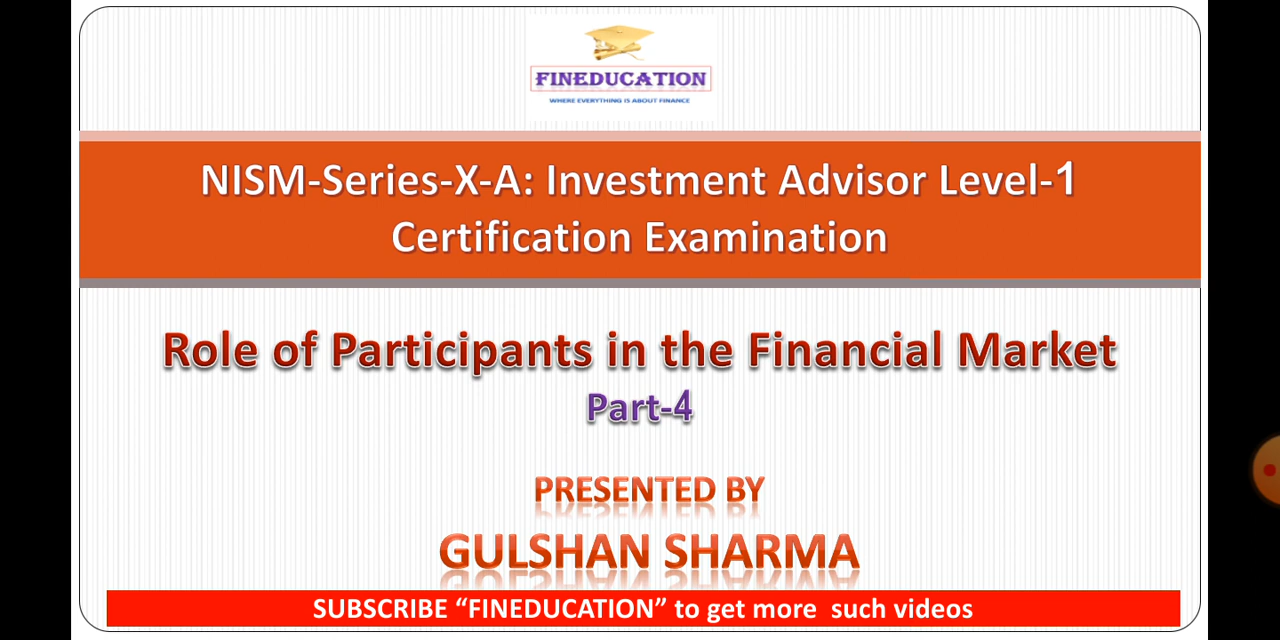 FINEDUCATION
WHERE EVERYTHING IS ABOUT FINANCE
NISM-Series-X-A: Investment Advisor Level-1
Certification Examination
Role of Participants in the Financial Market
Part-4
PRESENTED BY
GULSHAN SHARMA
SUBSCRIBE “FINEDUCATION” to get more such videos